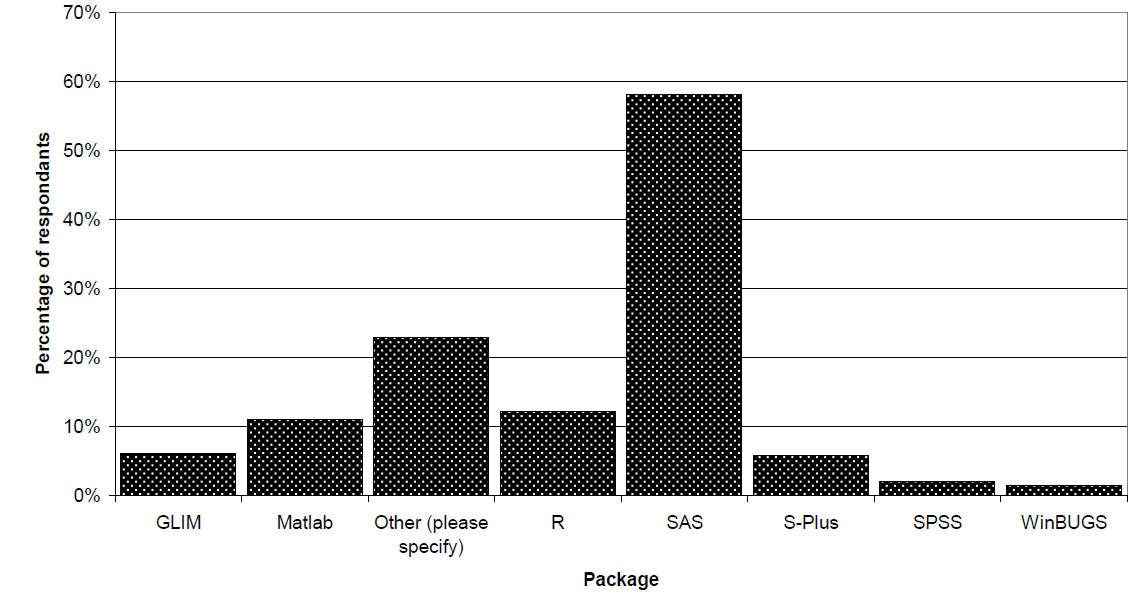 70%
60%
50%
40%
30%
20%
10%
0%
Percentage of respondants
GLIM
Matlab
Other (please
specify)
R
SAS
S-Plus
SPSS
WinBUGS
Package